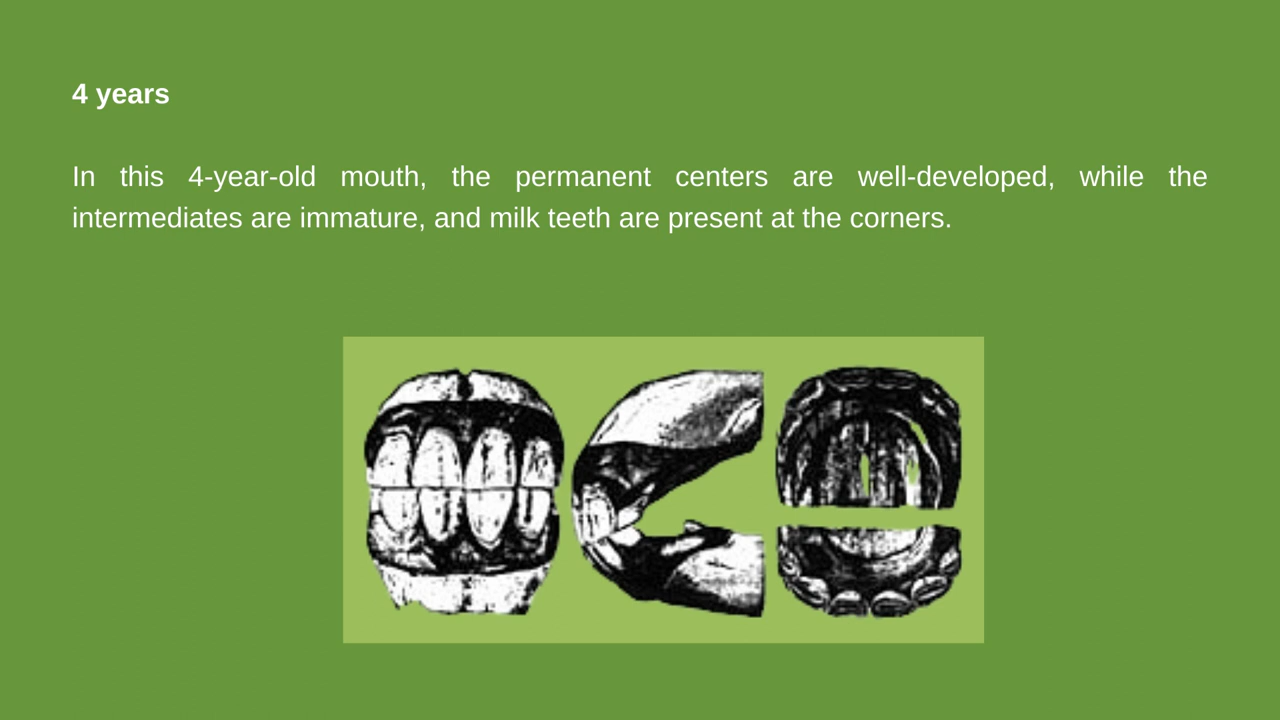 4 years
In this 4-year-old mouth, the permanent centers are well-developed, while the
intermediates are immature, and milk teeth are present at the corners.